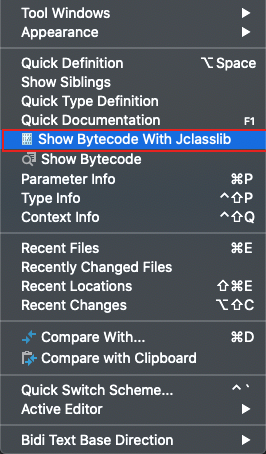 Tool Windows ▶
Appearance ▶
Quick Definition ⌥Space
Show Siblings
Quick Type Definition
Quick Documentation F1
Show Bytecode With Jclasslib
Show Bytecode
Parameter Info ⌘P
Type Info ⌃⇧P
Context Info ⌃⇧Q
Recent Files ⌘E
Recently Changed Files
Recent Locations ⇧⌘E
Recent Changes ⌥⇧C
Compare With... ⌘D
Compare with Clipboard
Quick Switch Scheme... ⌃`
Active Editor ▶
Bidi Text Base Direction ▶